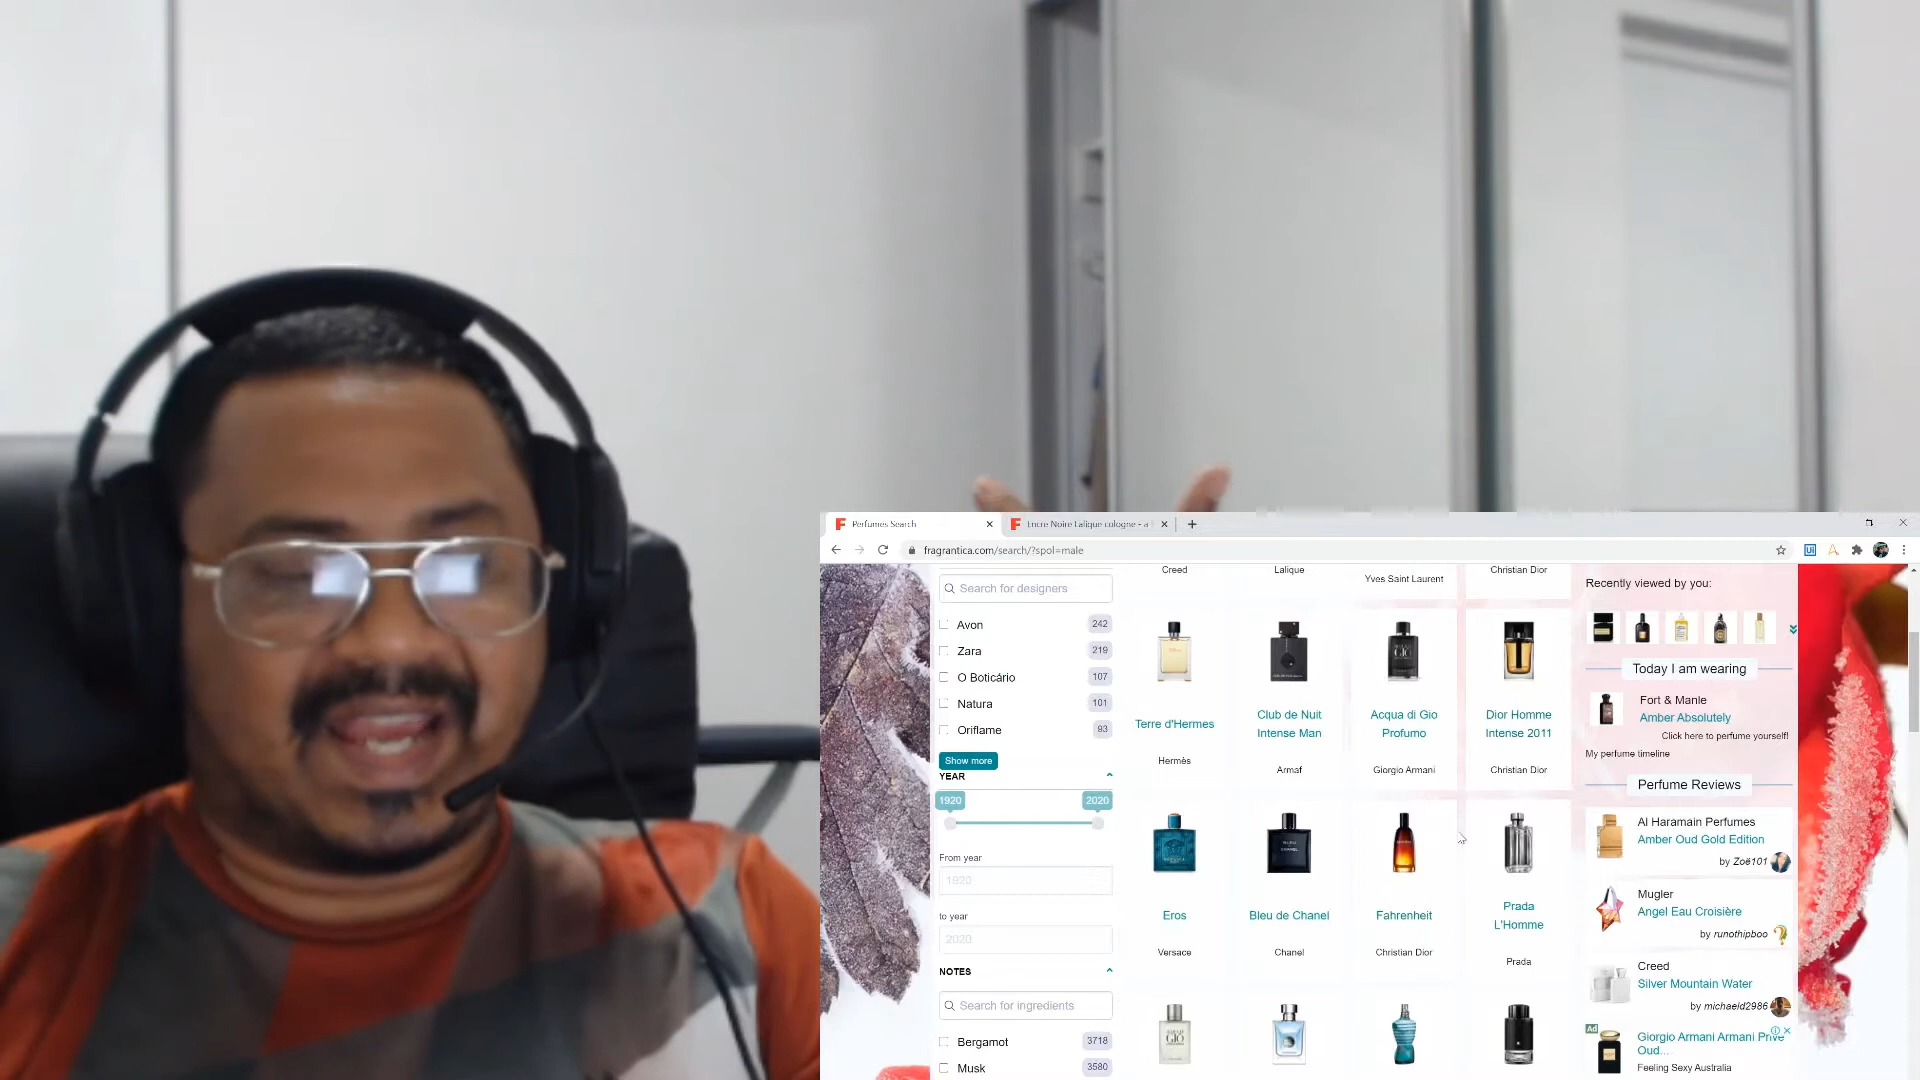 Perfumes Search
Encre Noire Lalique cologne - a
fragrantica.com/search/?spol=male
Search for designers
Avon 242
Zara 219
O Boticário 107
Natura 101
Oriflame 93
Show more
YEAR
1920 2020
From year
1920
to year
2020
NOTES
Search for ingredients
Bergamot 3718
Musk 3580
Creed
Lalique
Yves Saint Laurent
Christian Dior
Terre d'Hermes
Hermès
Club de Nuit
Intense Man
Armaf
Acqua di Gio
Profumo
Giorgio Armani
Dior Homme
Intense 2011
Christian Dior
Eros
Versace
Bleu de Chanel
Chanel
Fahrenheit
Christian Dior
Prada
L'Homme
Prada
Recently viewed by you:
Today I am wearing
Fort & Manle
Amber Absolutely
Click here to perfume yourself!
My perfume timeline
Perfume Reviews
Al Haramain Perfumes
Amber Oud Gold Edition
by Zoë101
Mugler
Angel Eau Croisière
by runothipboo
Creed
Silver Mountain Water
by michaeld2986
Ad
Giorgio Armani Armani Prive
Oud...
Feeling Sexy Australia